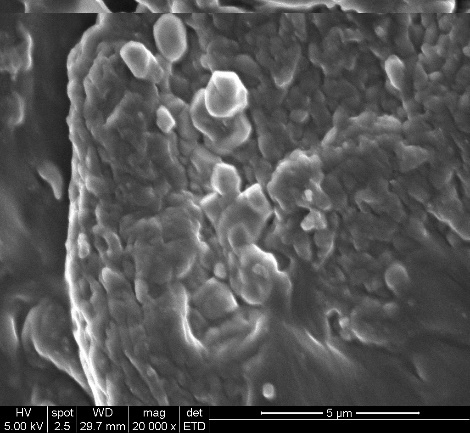 HV spot WD mag det
5.00 kV 2.5 29.7 mm 20 000 x ETD 5 µm